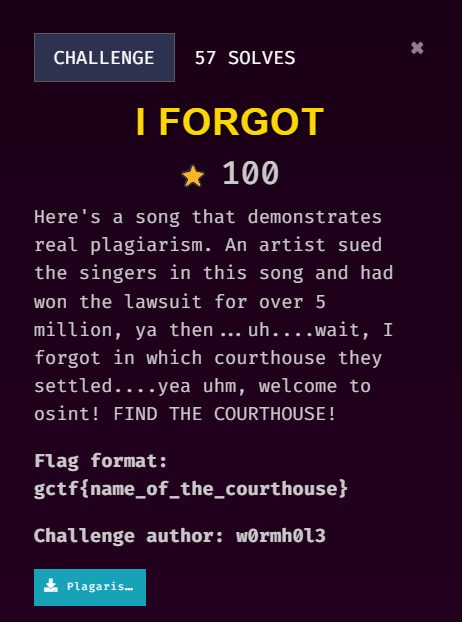 CHALLENGE 57 SOLVES ✖
I FORGOT
100
Here's a song that demonstrates
real plagiarism. An artist sued
the singers in this song and had
won the lawsuit for over 5
million, ya then...uh....wait, I
forgot in which courthouse they
settled....yea uhm, welcome to
osint! FIND THE COURTHOUSE!
Flag format:
gctf{name_of_the_courthouse}
Challenge author: w0rmh0l3
Plagaris…